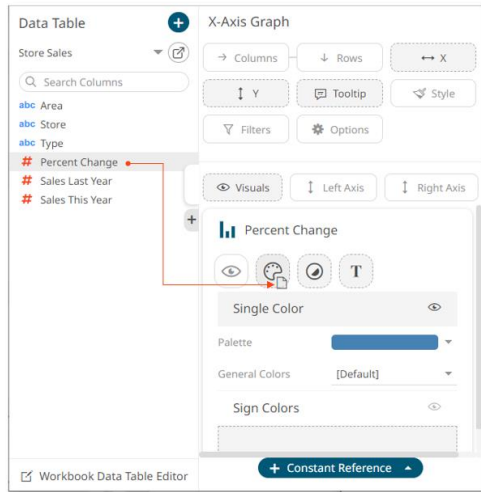 Data Table
Store Sales
Search Columns
abc Area
abc Store
abc Type
# Percent Change
# Sales Last Year
# Sales This Year
+
Workbook Data Table Editor
X-Axis Graph
→ Columns
↓ Rows
↔ X
↕ Y
Tooltip
Style
Filters
Options
Visuals
↕ Left Axis
↕ Right Axis
Percent Change
T
Single Color
Palette
General Colors [Default]
Sign Colors
+ Constant Reference